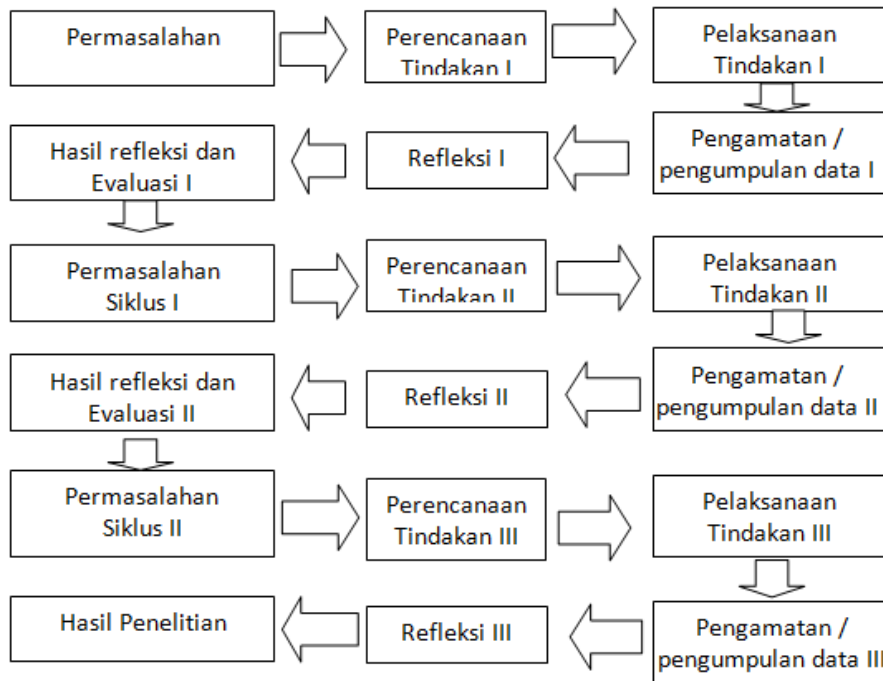 Permasalahan
Perencanaan
Tindakan I
Pelaksanaan
Tindakan I
Pengamatan /
pengumpulan data I
Refleksi I
Hasil refleksi dan
Evaluasi I
Permasalahan
Siklus I
Perencanaan
Tindakan II
Pelaksanaan
Tindakan II
Pengamatan /
pengumpulan data II
Refleksi II
Hasil refleksi dan
Evaluasi II
Permasalahan
Siklus II
Perencanaan
Tindakan III
Pelaksanaan
Tindakan III
Pengamatan /
pengumpulan data III
Refleksi III
Hasil Penelitian